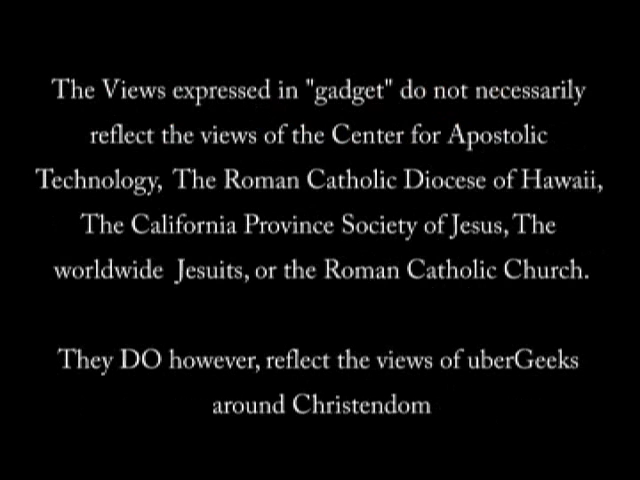 The Views expressed in "gadget" do not necessarily
reflect the views of the Center for Apostolic
Technology, The Roman Catholic Diocese of Hawaii,
The California Province Society of Jesus, The
worldwide Jesuits, or the Roman Catholic Church.
They DO however, reflect the views of uberGeeks
around Christendom